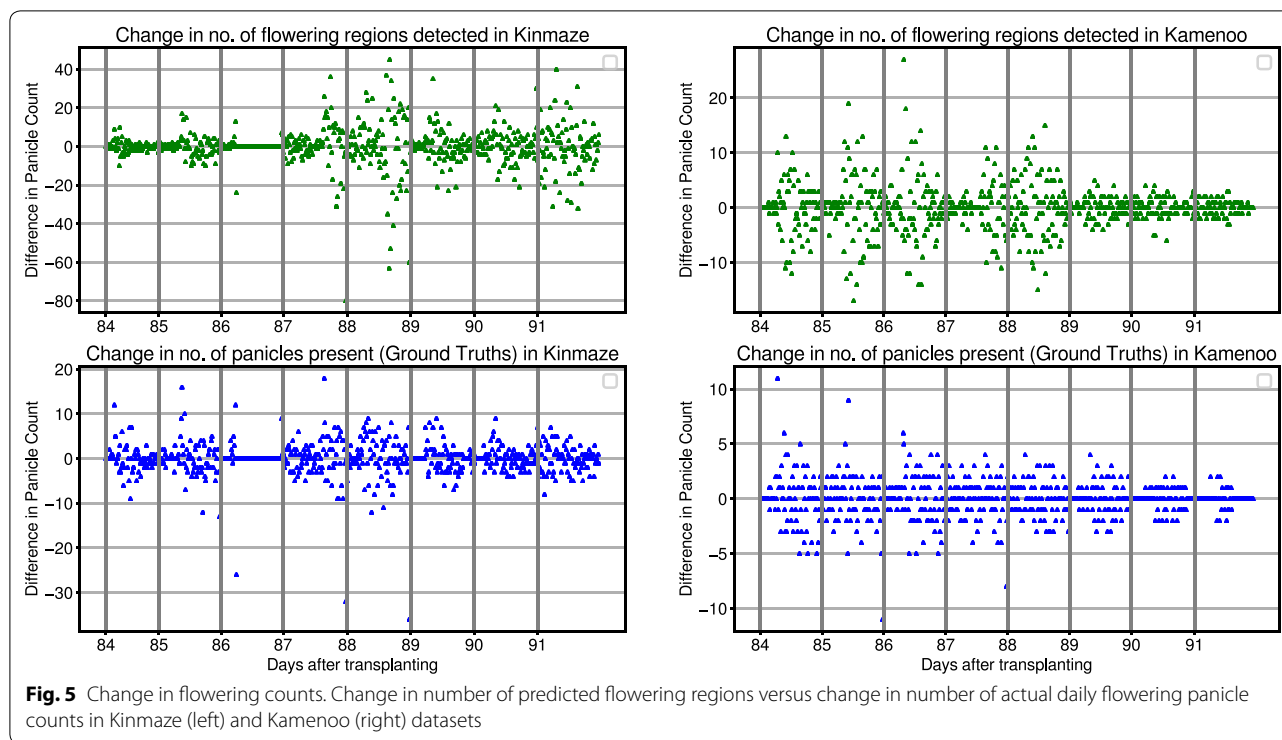 Change in no. of flowering regions detected in Kinmaze
Difference in Panicle Count
40
20
0
−20
−40
−60
−80
84 85 86 87 88 89 90 91
Change in no. of flowering regions detected in Kamenoo
Difference in Panicle Count
20
10
0
−10
84 85 86 87 88 89 90 91
Change in no. of panicles present (Ground Truths) in Kinmaze
Difference in Panicle Count
20
10
0
−10
−20
−30
84 85 86 87 88 89 90 91
Days after transplanting
Change in no. of panicles present (Ground Truths) in Kamenoo
Difference in Panicle Count
10
5
0
−5
−10
84 85 86 87 88 89 90 91
Days after transplanting
Fig. 5 Change in flowering counts. Change in number of predicted flowering regions versus change in number of actual daily flowering panicle
counts in Kinmaze (left) and Kamenoo (right) datasets